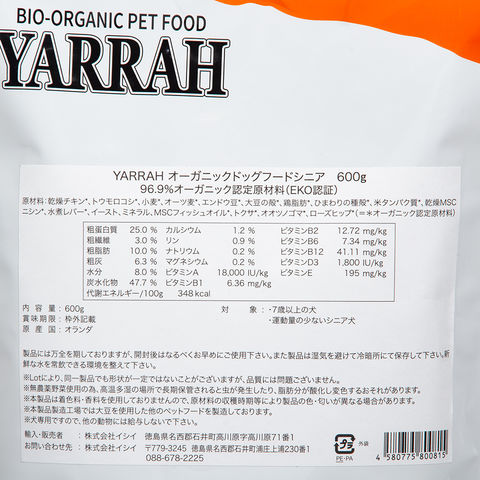 BIO-ORGANIC PET FOOD
YARRAH
YARRAH オーガニックドッグフードシニア 600g
96.9%オーガニック認定原材料(EKO認証)
原材料:乾燥チキン*,トウモロコシ*,小麦*,オーツ麦*,エンドウ豆*,大豆の殻*,鶏脂肪*,ひまわりの種殻*,米タンパク質*,乾燥MSC
ニシン*,水煮レバー*,イースト,ミネラル,MSCフィッシュオイル*,トクサ*,オオツノゴマ*,ローズヒップ*(=*オーガニック認定原材料)
粗蛋白質 25.0 % カルシウム 1.2 % ビタミンB2 12.72 mg/kg
粗繊維 3.0 % リン 0.9 % ビタミンB6 7.34 mg/kg
粗脂肪 10.0 % ナトリウム 0.2 % ビタミンB12 41.11 mg/kg
粗灰 6.3 % マグネシウム 0.2 % ビタミンD3 1,800 IU/kg
水分 8.0 % ビタミンA 18,000 IU/kg ビタミンE 195 mg/kg
炭水化物 47.7 % ビタミンB1 6.36 mg/kg
代謝エネルギー/100g 348 kcal
内容量:600g 対象:・7歳以上の犬
賞味期限:枠外記載 ・運動量の少ないシニア犬
原産国:オランダ
製品には万全を期しておりますが、開封後はなるべくお早めにご使用下さい。また製品は湿気を避けて冷暗所にて保存して下さい。新
鮮な水を常飲できる環境を整えて下さい。
※Lotにより、同一製品でも形状が一定ではないことがございますが、品質には問題ございません。
※無農薬野菜使用の為、高温多湿の場所で長期保管されると虫が発生したり、脂肪分が酸化し変色するおそれがあります。
※本製品は着色料・香料を使用しておりませんので、原材料の収穫時期等により製品の色・匂いが異なる場合があります。
※本製品製造工場では大豆を使用した他のペットフードを製造しております。
※犬専用ですので、他の動物には給与しないで下さい。
輸入・販売者:株式会社イシイ 徳島県名西郡石井町高川原字高川原71番1
お問い合わせ先:株式会社イシイ 〒779-3245 徳島県名西郡石井町浦庄字上浦230番1
088-678-2225
プラ
外袋
PE・PA
4 580775 800815